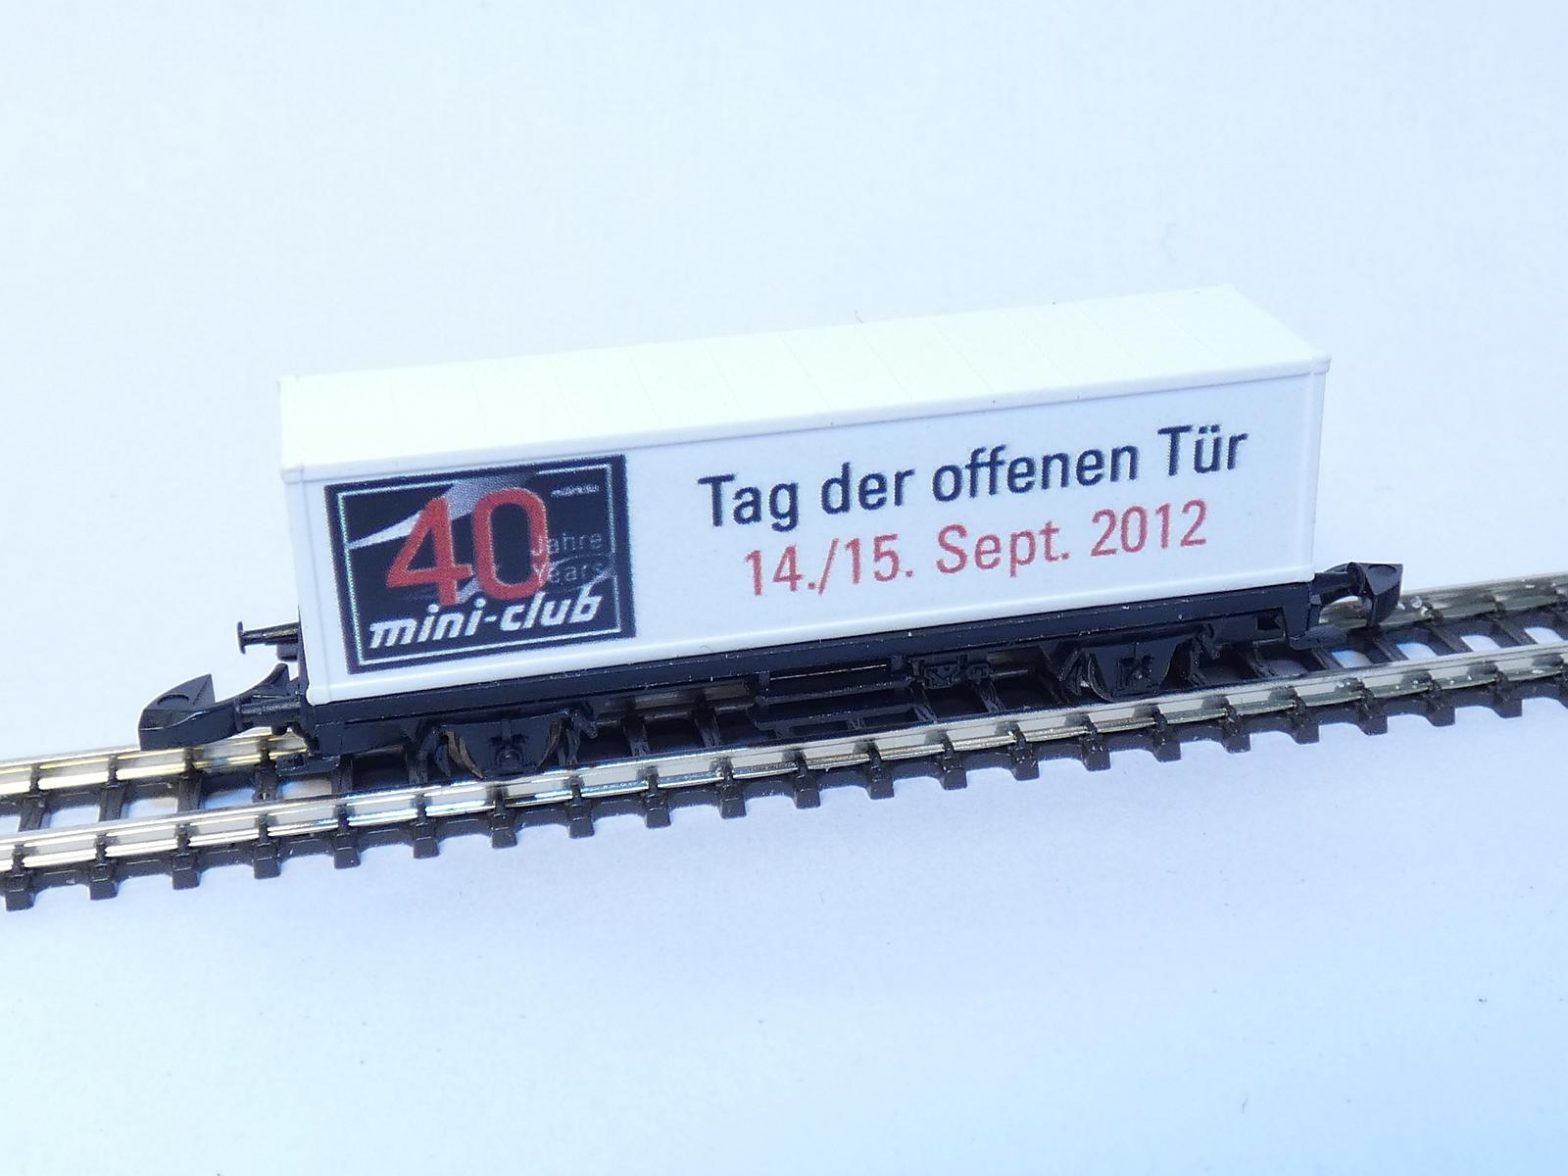 40
Jahre
Years
mini-club
Tag der offenen Tür
14./15. Sept. 2012